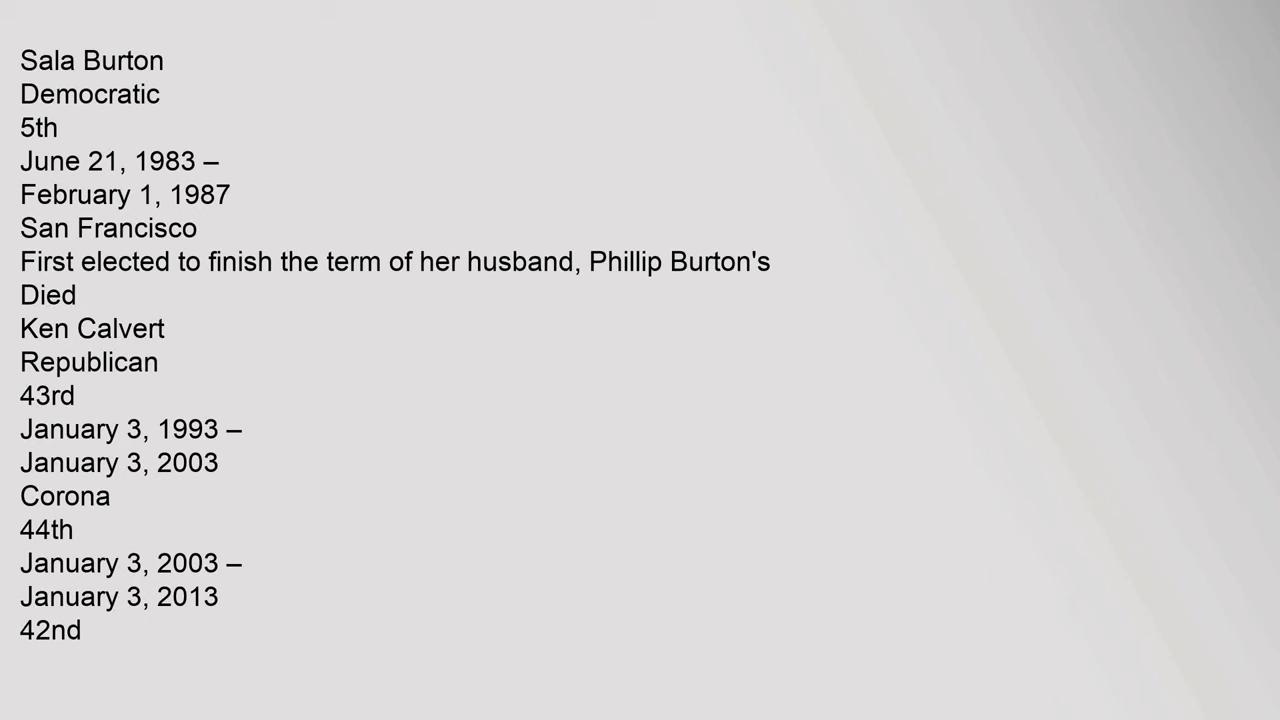 Sala Burton
Democratic
5th
June 21, 1983 –
February 1, 1987
San Francisco
First elected to finish the term of her husband, Phillip Burton's
Died
Ken Calvert
Republican
43rd
January 3, 1993 –
January 3, 2003
Corona
44th
January 3, 2003 –
January 3, 2013
42nd